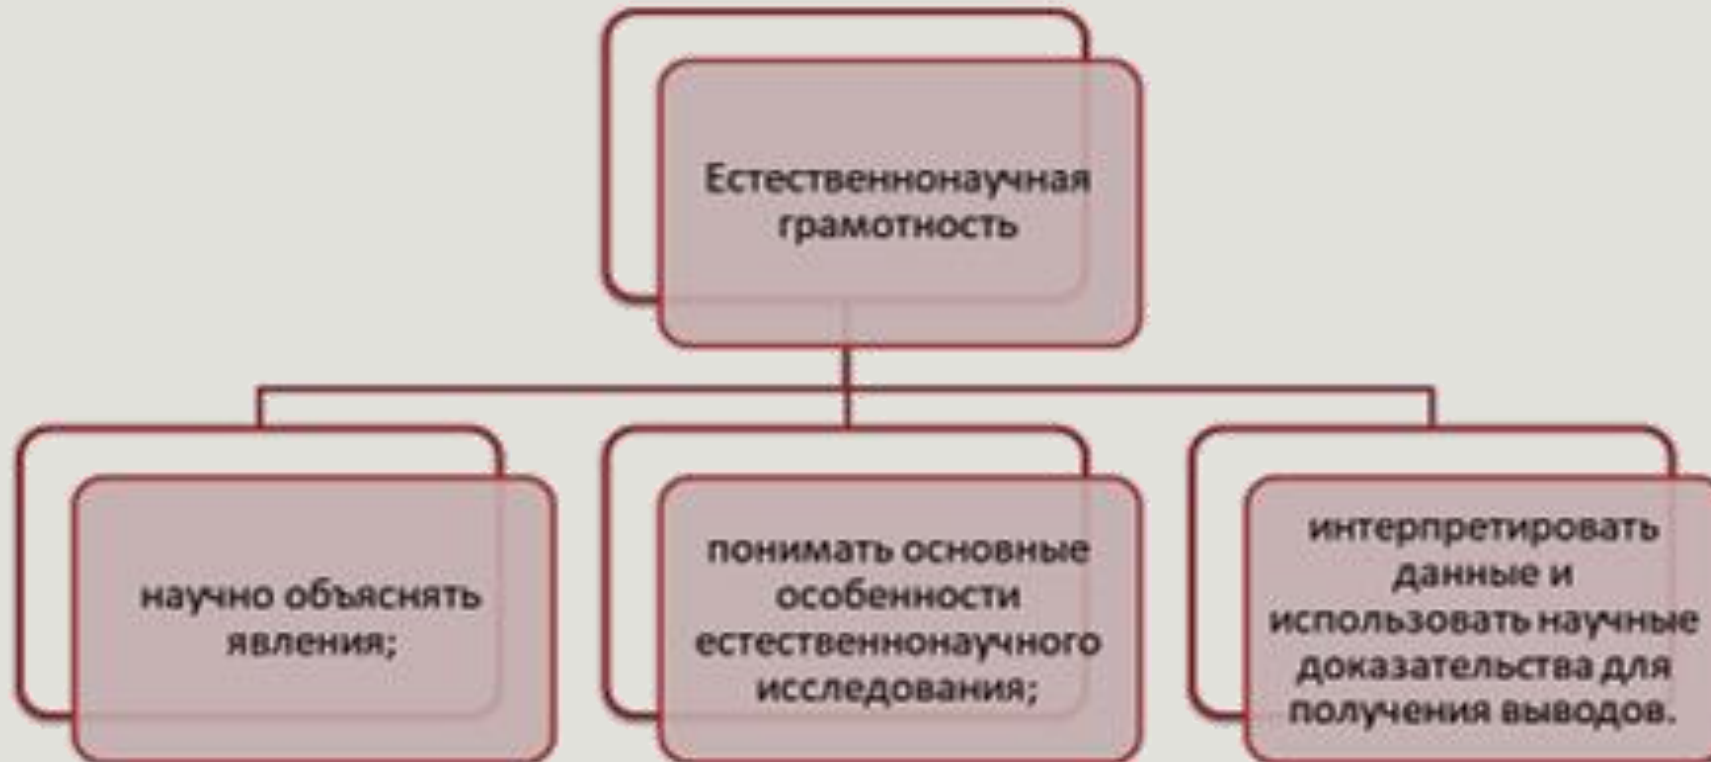 Естественнонаучная
грамотность
научно объяснять
явления;
понимать основные
особенности
естественнонаучного
исследования;
интерпретировать
данные и
использовать научные
доказательства для
получения выводов.